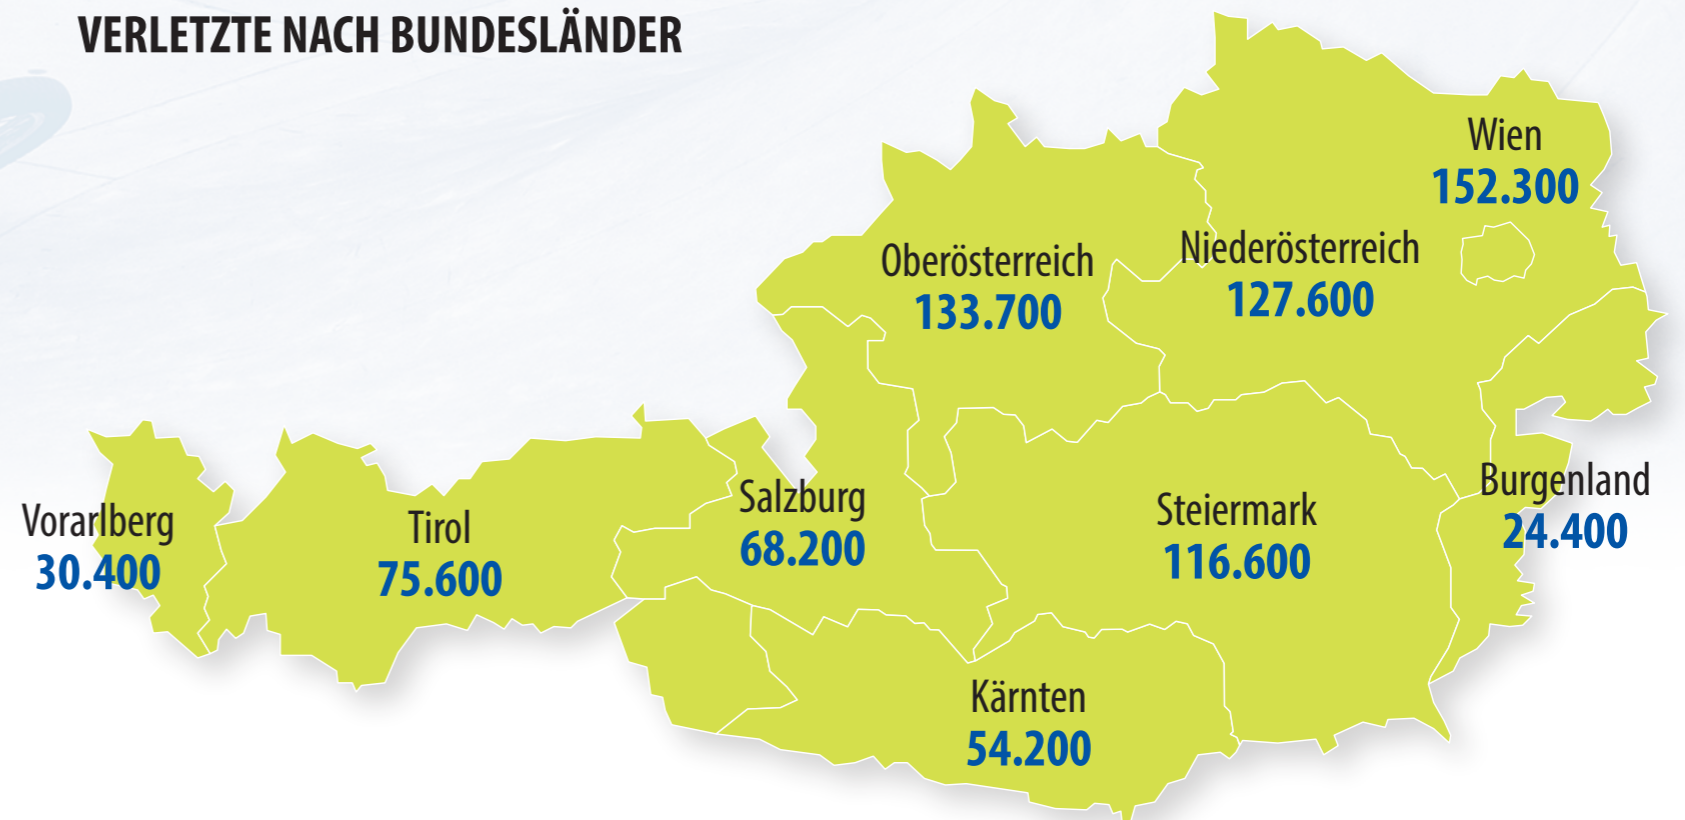 VERLETZTE NACH BUNDESLÄNDER
Wien
152.300
Oberösterreich
133.700
Niederösterreich
127.600
Burgenland
24.400
Vorarlberg
30.400
Tirol
75.600
Salzburg
68.200
Steiermark
116.600
Kärnten
54.200